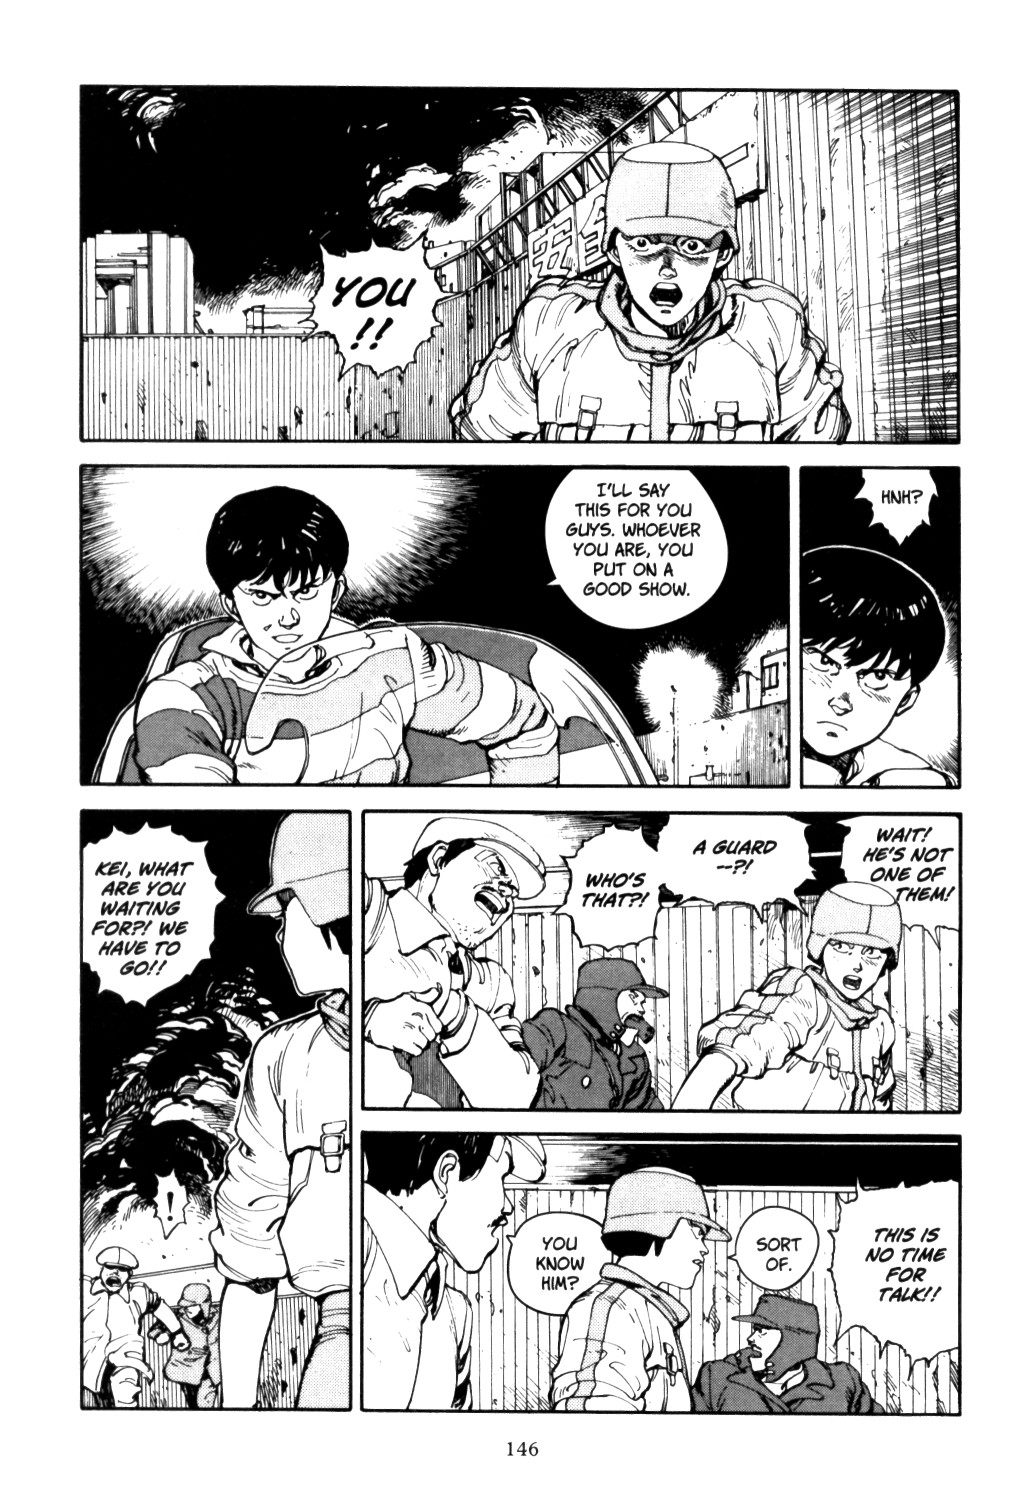 安全
YOU
!!
I'LL SAY
THIS FOR YOU
GUYS. WHOEVER
YOU ARE, YOU
PUT ON A
GOOD SHOW.
HNH?
KEI, WHAT
ARE YOU
WAITING
FOR?! WE
HAVE TO
GO!!
!
WHO'S
THAT?!
A GUARD
--?!
WAIT!
HE'S NOT
ONE OF
THEM!
YOU
KNOW
HIM?
SORT
OF.
THIS IS
NO TIME
FOR
TALK!!
146